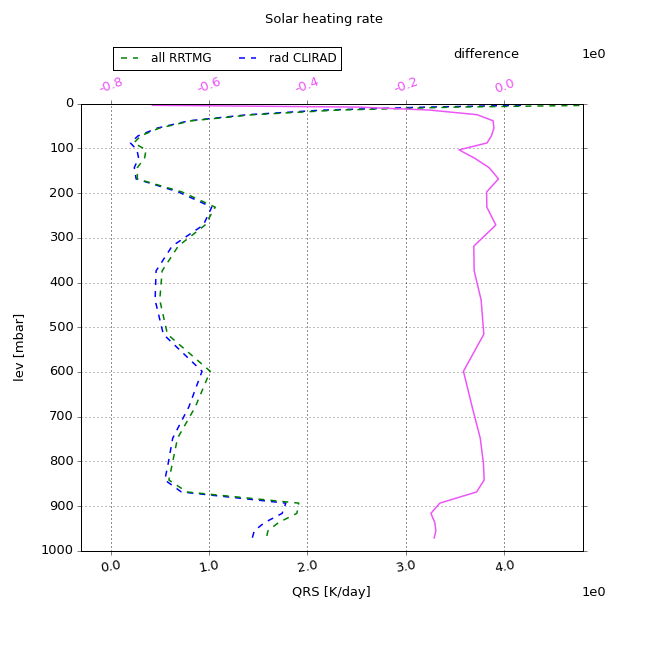 Solar heating rate
all RRTMG
rad CLIRAD
difference
1e0
-0.8 -0.6 -0.4 -0.2 0.0
0
100
200
300
400
500
600
700
800
900
1000
lev [mbar]
0.0 1.0 2.0 3.0 4.0
QRS [K/day]
1e0